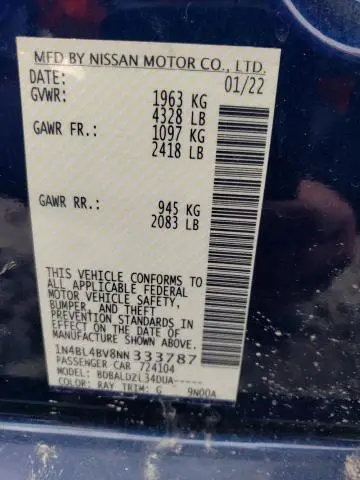 MFD BY NISSAN MOTOR CO., LTD.
DATE: 01/22
GVWR: 1963 KG
4328 LB
GAWR FR.: 1097 KG
2418 LB
GAWR RR.: 945 KG
2083 LB
THIS VEHICLE CONFORMS TO
ALL APPLICABLE FEDERAL
MOTOR VEHICLE SAFETY,
BUMPER AND THEFT
PREVENTION STANDARDS IN
EFFECT ON THE DATE OF
MANUFACTURE SHOWN ABOVE.
1N4BL4BV8NN333787
PASSENGER CAR 724104
MODEL: BDBALDZL34DUA-----
COLOR: RAY TRIM: G 9N00A